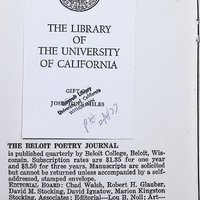 THE LIBRARY
OF
THE UNIVERSITY
OF CALIFORNIA
GIFT OF
JOSEPHINE MILES
THE BELOIT POETRY JOURNAL
is published quarterly by Beloit College, Beloit, Wis-
consin. Subscription rates are $1.35 for one year
and $3.50 for three years. Manuscripts are solicited
but cannot be returned unless accompanied by a self-
addressed, stamped envelope.
EDITORIAL BOARD: Chad Walsh, Robert H. Glauber,
David M. Stocking, David Ignatow, Marion Kingston
Stocking. Associates: Editorial—Lou B. Noll; Art—